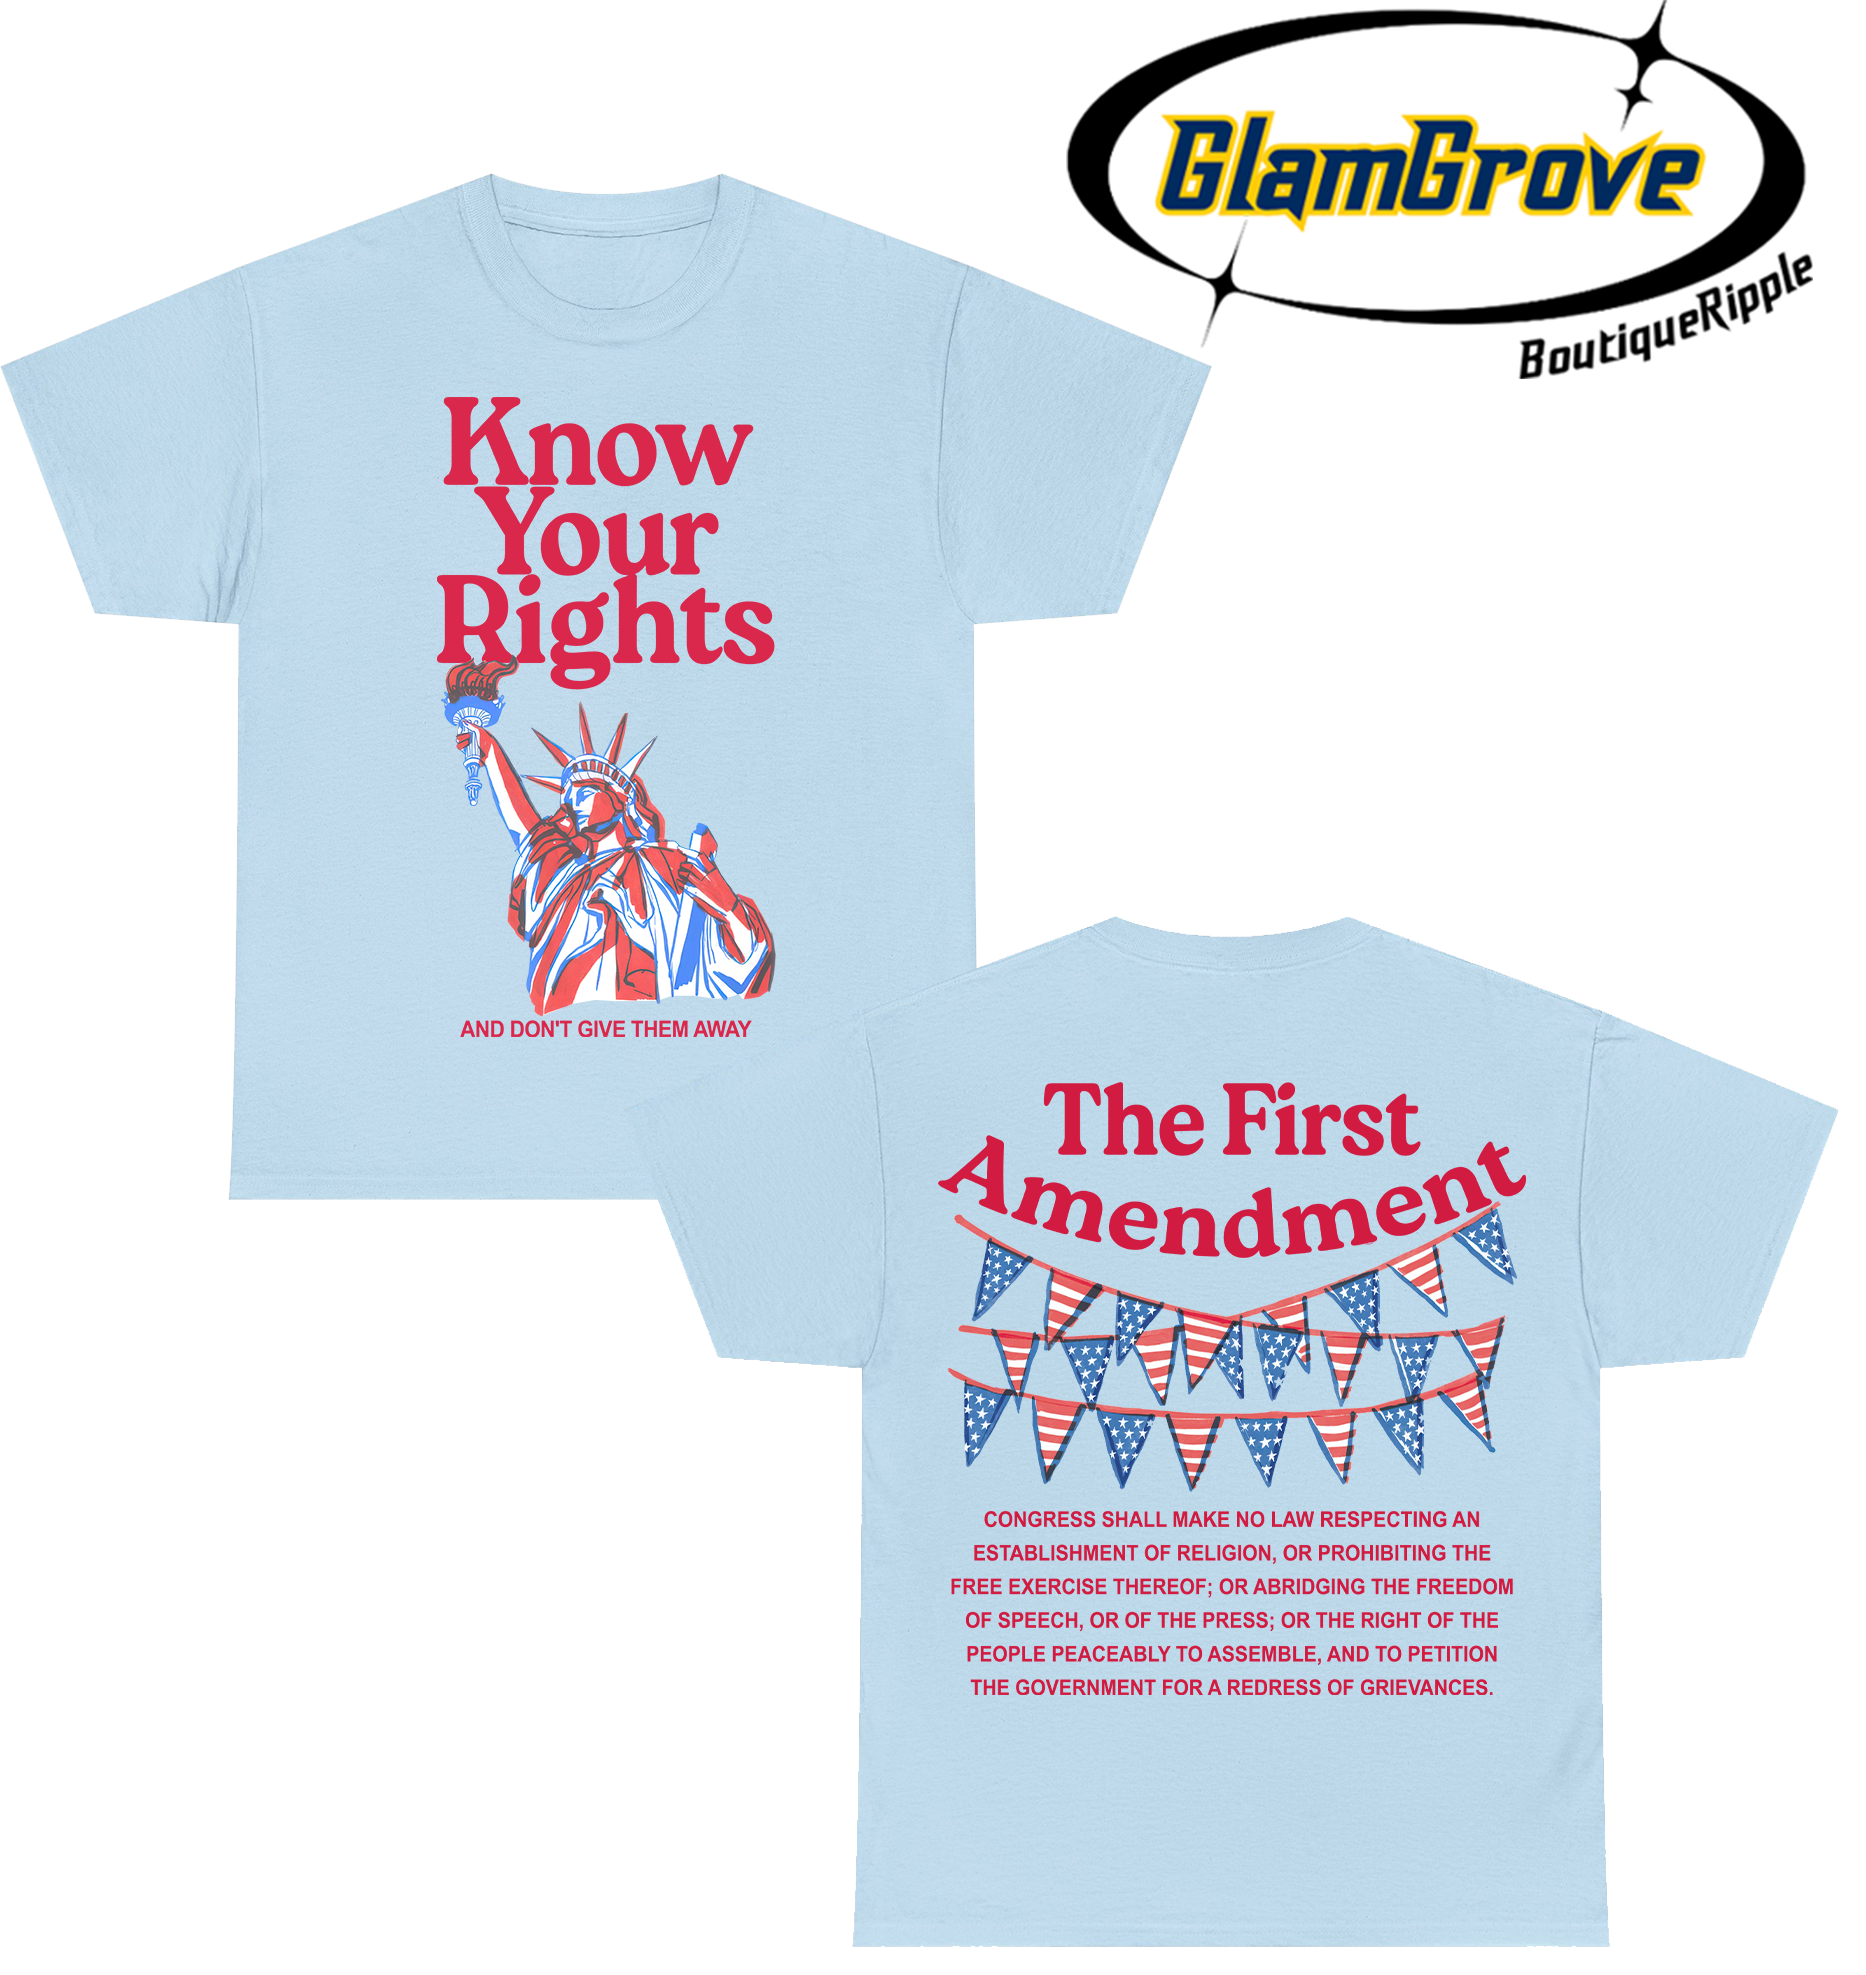 GlamGrove
BoutiqueRipple
Know
Your
Rights
AND DON'T GIVE THEM AWAY
The First
Amendment
CONGRESS SHALL MAKE NO LAW RESPECTING AN
ESTABLISHMENT OF RELIGION, OR PROHIBITING THE
FREE EXERCISE THEREOF; OR ABRIDGING THE FREEDOM
OF SPEECH, OR OF THE PRESS; OR THE RIGHT OF THE
PEOPLE PEACEABLY TO ASSEMBLE, AND TO PETITION
THE GOVERNMENT FOR A REDRESS OF GRIEVANCES.